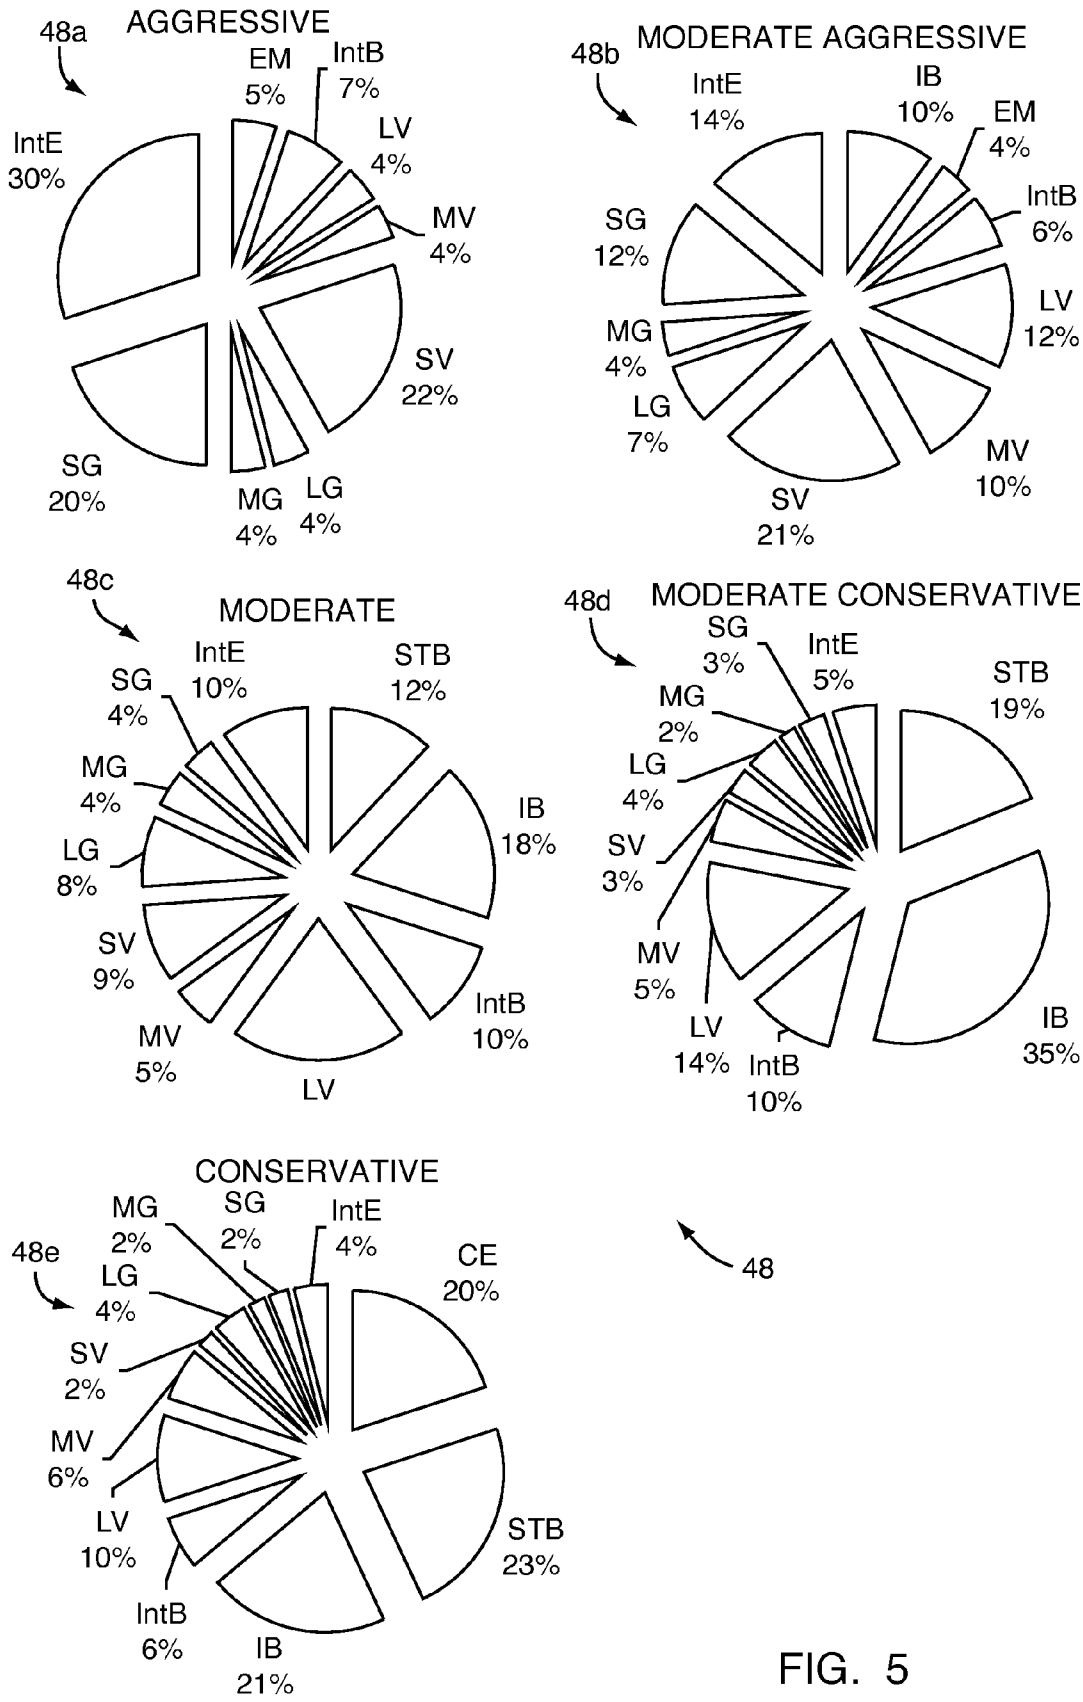 AGGRESSIVE
48a
EM
5%
IntB
7%
LV
4%
MV
4%
SV
22%
LG
4%
MG
4%
SG
20%
IntE
30%
MODERATE AGGRESSIVE
48b
IB
10%
EM
4%
IntB
6%
LV
12%
MV
10%
SV
21%
LG
7%
MG
4%
SG
12%
IntE
14%
MODERATE
48c
STB
12%
IB
18%
IntB
10%
LV
MV
5%
SV
9%
LG
8%
MG
4%
SG
4%
IntE
10%
MODERATE CONSERVATIVE
48d
STB
19%
IB
35%
IntB
10%
LV
14%
MV
5%
SV
3%
LG
4%
MG
2%
SG
3%
IntE
5%
CONSERVATIVE
48e
CE
20%
STB
23%
IB
21%
IntB
6%
LV
10%
MV
6%
SV
2%
LG
4%
MG
2%
SG
2%
IntE
4%
48
FIG. 5